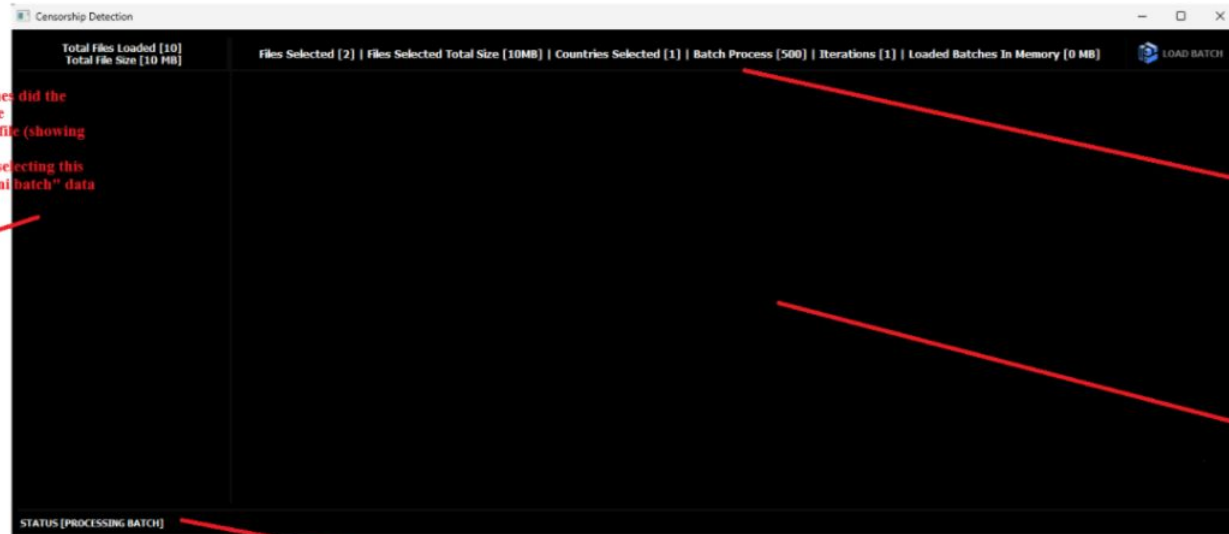 Censorship Detection
Total Files Loaded [10]
Total File Size [10 MB]
Files Selected [2] | Files Selected Total Size [10MB] | Countries Selected [1] | Batch Process [500] | Iterations [1] | Loaded Batches In Memory [0 MB]
LOAD BATCH
did the
file (showing
selecting this
batch" data
STATUS [PROCESSING BATCH]